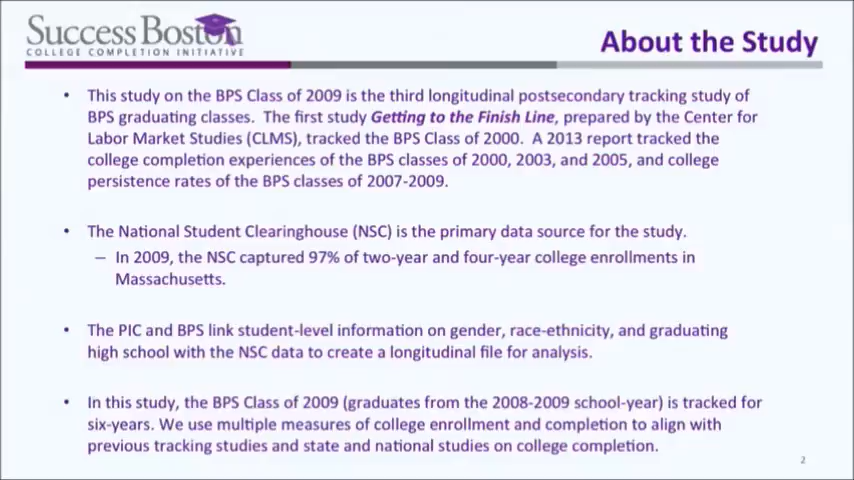 Success Boston
COLLEGE COMPLETION INITIATIVE
About the Study
• This study on the BPS Class of 2009 is the third longitudinal postsecondary tracking study of
BPS graduating classes. The first study Getting to the Finish Line, prepared by the Center for
Labor Market Studies (CLMS), tracked the BPS Class of 2000. A 2013 report tracked the
college completion experiences of the BPS classes of 2000, 2003, and 2005, and college
persistence rates of the BPS classes of 2007-2009.
• The National Student Clearinghouse (NSC) is the primary data source for the study.
– In 2009, the NSC captured 97% of two-year and four-year college enrollments in
Massachusetts.
• The PIC and BPS link student-level information on gender, race-ethnicity, and graduating
high school with the NSC data to create a longitudinal file for analysis.
• In this study, the BPS Class of 2009 (graduates from the 2008-2009 school-year) is tracked for
six-years. We use multiple measures of college enrollment and completion to align with
previous tracking studies and state and national studies on college completion.
2